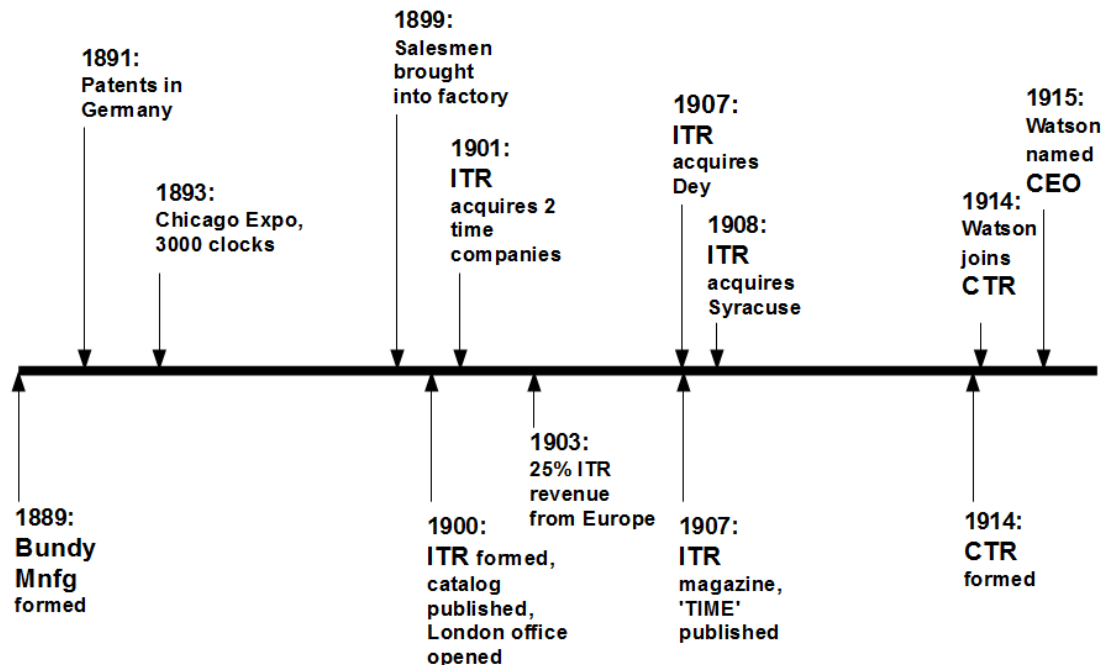 1891:
Patents in
Germany
1893:
Chicago Expo,
3000 clocks
1899:
Salesmen
brought
into factory
1901:
ITR
acquires 2
time
companies
1907:
ITR
acquires
Dey
1908:
ITR
acquires
Syracuse
1914:
Watson
joins
CTR
1915:
Watson
named
CEO
1889:
Bundy
Mnfg
formed
1900:
ITR formed,
catalog
published,
London office
opened
1903:
25% ITR
revenue
from Europe
1907:
ITR
magazine,
'TIME'
published
1914:
CTR
formed